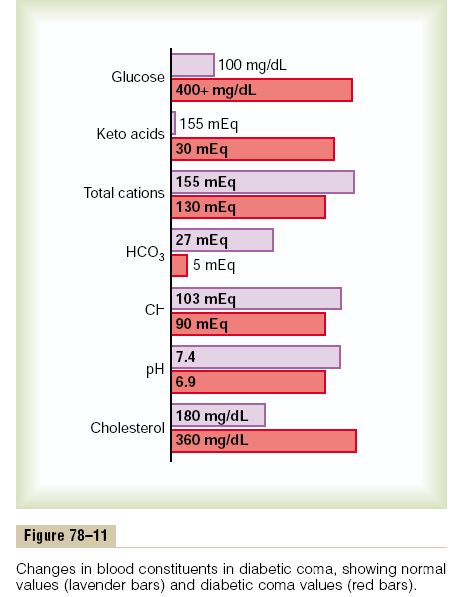 100 mg/dL
Glucose
400+ mg/dL
155 mEq
Keto acids
30 mEq
155 mEq
Total cations
130 mEq
27 mEq
HCO3
5 mEq
103 mEq
Cl–
90 mEq
7.4
pH
6.9
180 mg/dL
Cholesterol
360 mg/dL
Figure 78–11
Changes in blood constituents in diabetic coma, showing normal
values (lavender bars) and diabetic coma values (red bars).